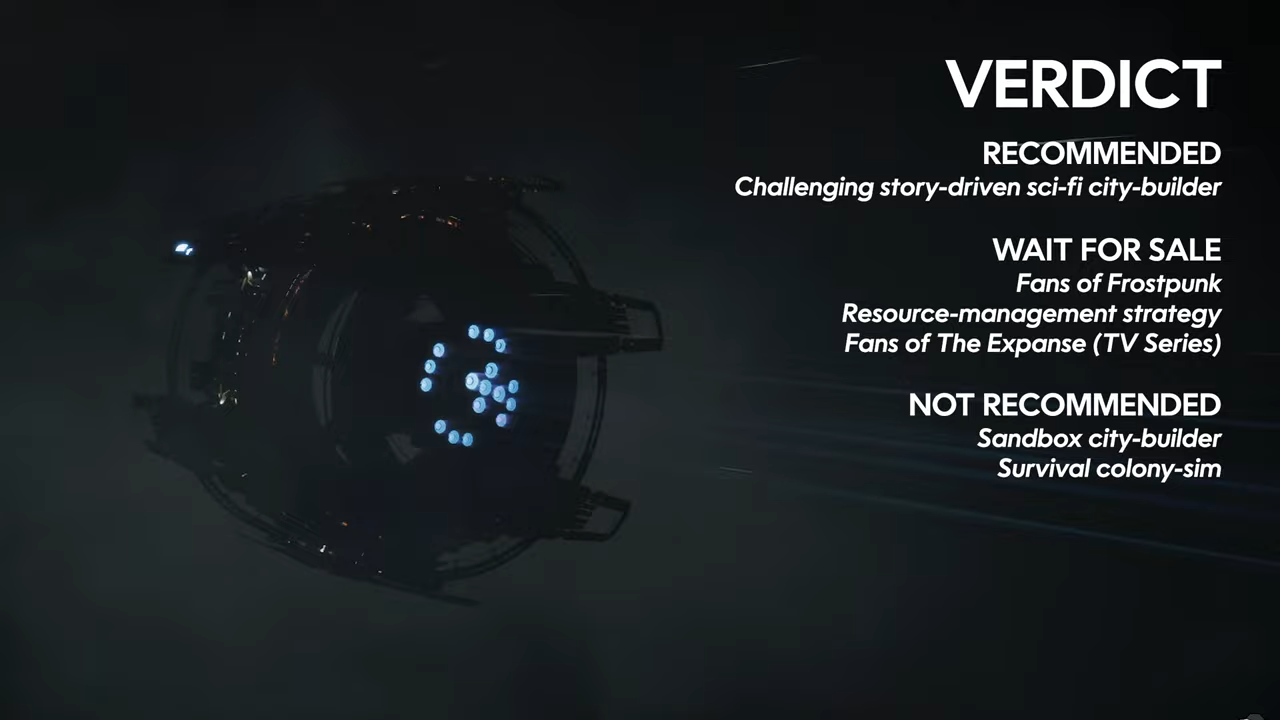 VERDICT
RECOMMENDED
Challenging story-driven sci-fi city-builder
WAIT FOR SALE
Fans of Frostpunk
Resource-management strategy
Fans of The Expanse (TV Series)
NOT RECOMMENDED
Sandbox city-builder
Survival colony-sim